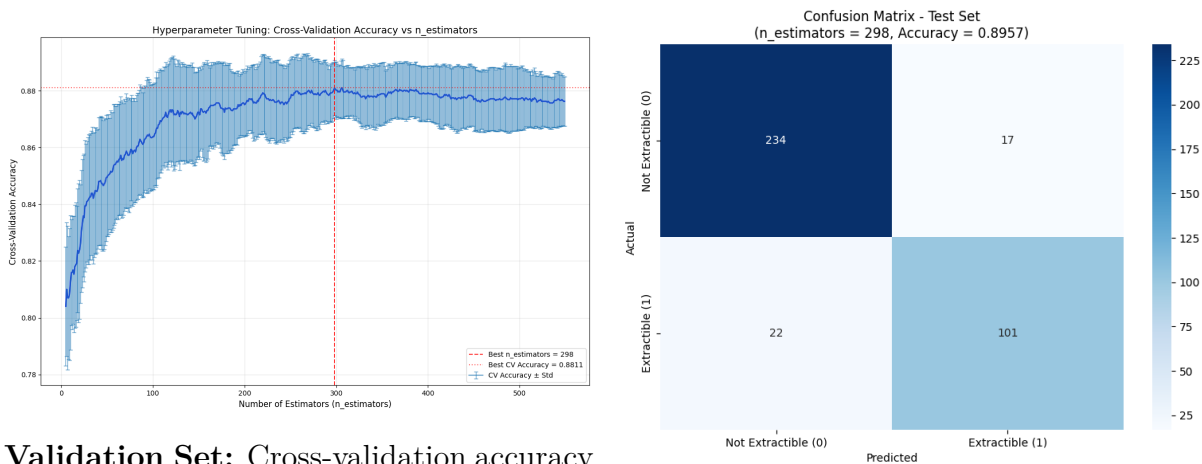 Hyperparameter Tuning: Cross-Validation Accuracy vs n_estimators
Cross-Validation Accuracy
0.88
0.86
0.84
0.82
0.80
0.78
0
100
200
300
400
500
Number of Estimators (n_estimators)
Best n_estimators = 298
Best CV Accuracy = 0.8811
CV Accuracy ± Std
Confusion Matrix - Test Set
(n_estimators = 298, Accuracy = 0.8957)
Actual
Not Extractible (0)
Extractible (1)
234
17
22
101
Not Extractible (0)
Extractible (1)
Predicted
225
200
175
150
125
100
75
50
25
Validation Set: Cross-validation accuracy